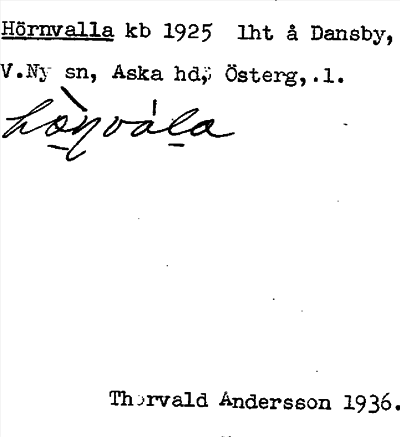 Hörnvalla kb 1925 lht å Dansby,
V.Ny sn, Aska hd, Österg,.l.
Thorvald Andersson 1936.